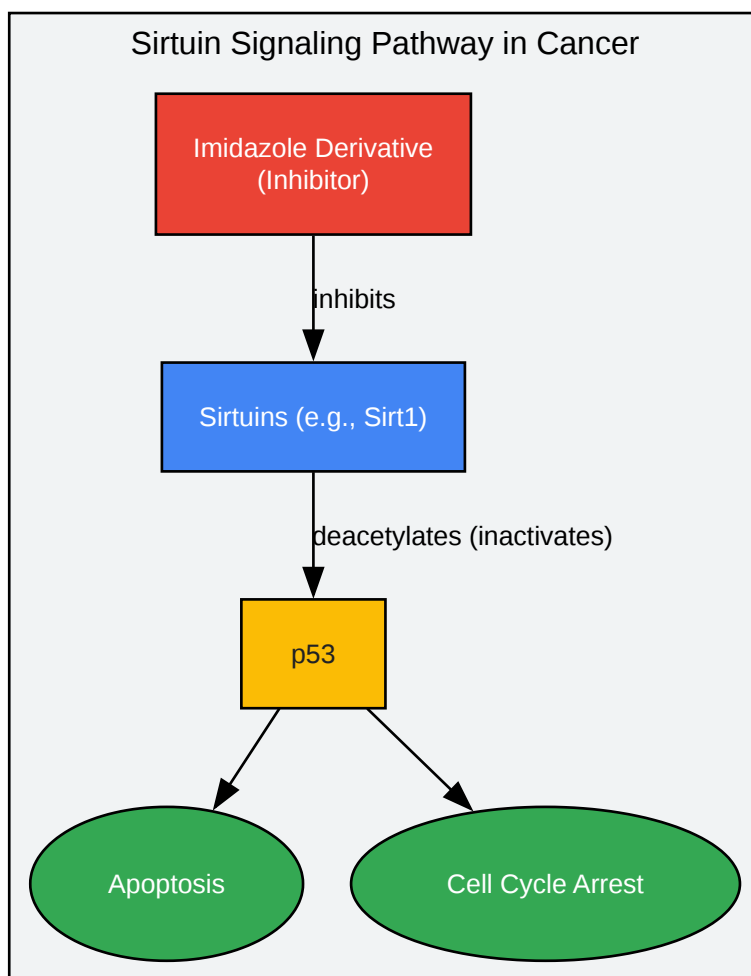 Sirtuin Signaling Pathway in Cancer
Imidazole Derivative
(Inhibitor)
inhibits
Sirtuins (e.g., Sirt1)
deacetylates (inactivates)
p53
Apoptosis
Cell Cycle Arrest